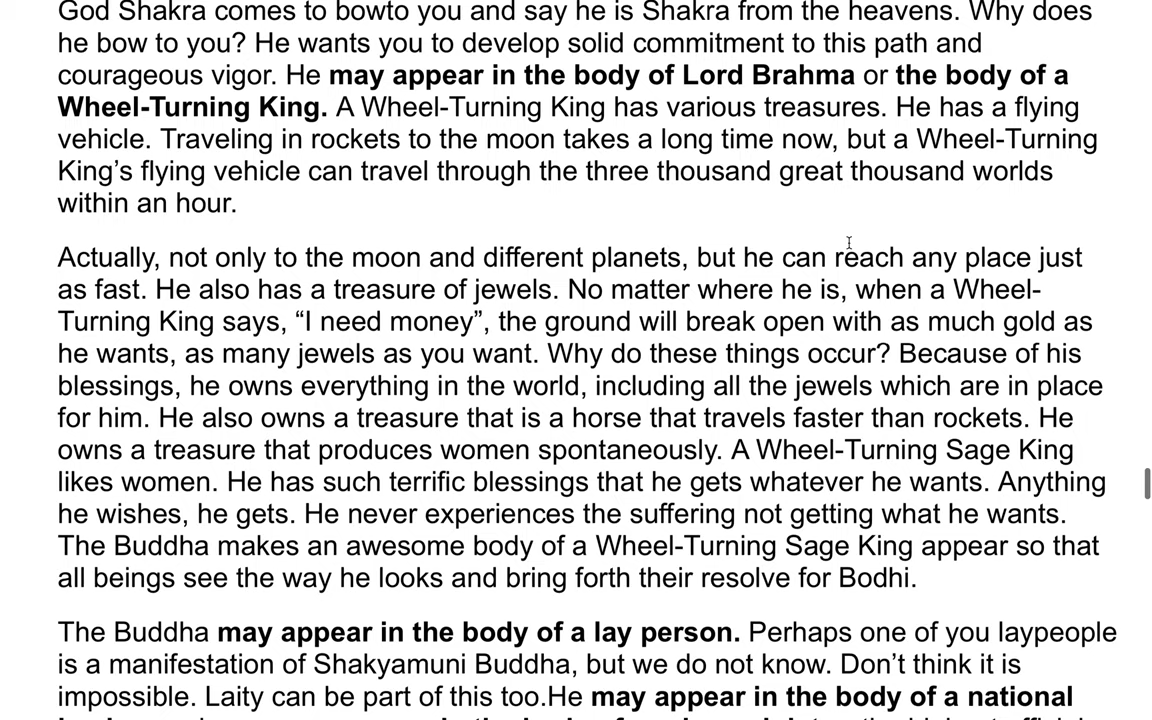 God Shakra comes to bowto you and say he is Shakra from the heavens. Why does
he bow to you? He wants you to develop solid commitment to this path and
courageous vigor. He may appear in the body of Lord Brahma or the body of a
Wheel-Turning King. A Wheel-Turning King has various treasures. He has a flying
vehicle. Traveling in rockets to the moon takes a long time now, but a Wheel-Turning
King’s flying vehicle can travel through the three thousand great thousand worlds
within an hour.
Actually, not only to the moon and different planets, but he can reach any place just
as fast. He also has a treasure of jewels. No matter where he is, when a Wheel-
Turning King says, “I need money”, the ground will break open with as much gold as
he wants, as many jewels as you want. Why do these things occur? Because of his
blessings, he owns everything in the world, including all the jewels which are in place
for him. He also owns a treasure that is a horse that travels faster than rockets. He
owns a treasure that produces women spontaneously. A Wheel-Turning Sage King
likes women. He has such terrific blessings that he gets whatever he wants. Anything
he wishes, he gets. He never experiences the suffering not getting what he wants.
The Buddha makes an awesome body of a Wheel-Turning Sage King appear so that
all beings see the way he looks and bring forth their resolve for Bodhi.
The Buddha may appear in the body of a lay person. Perhaps one of you laypeople
is a manifestation of Shakyamuni Buddha, but we do not know. Don’t think it is
impossible. Laity can be part of this too.He may appear in the body of a national